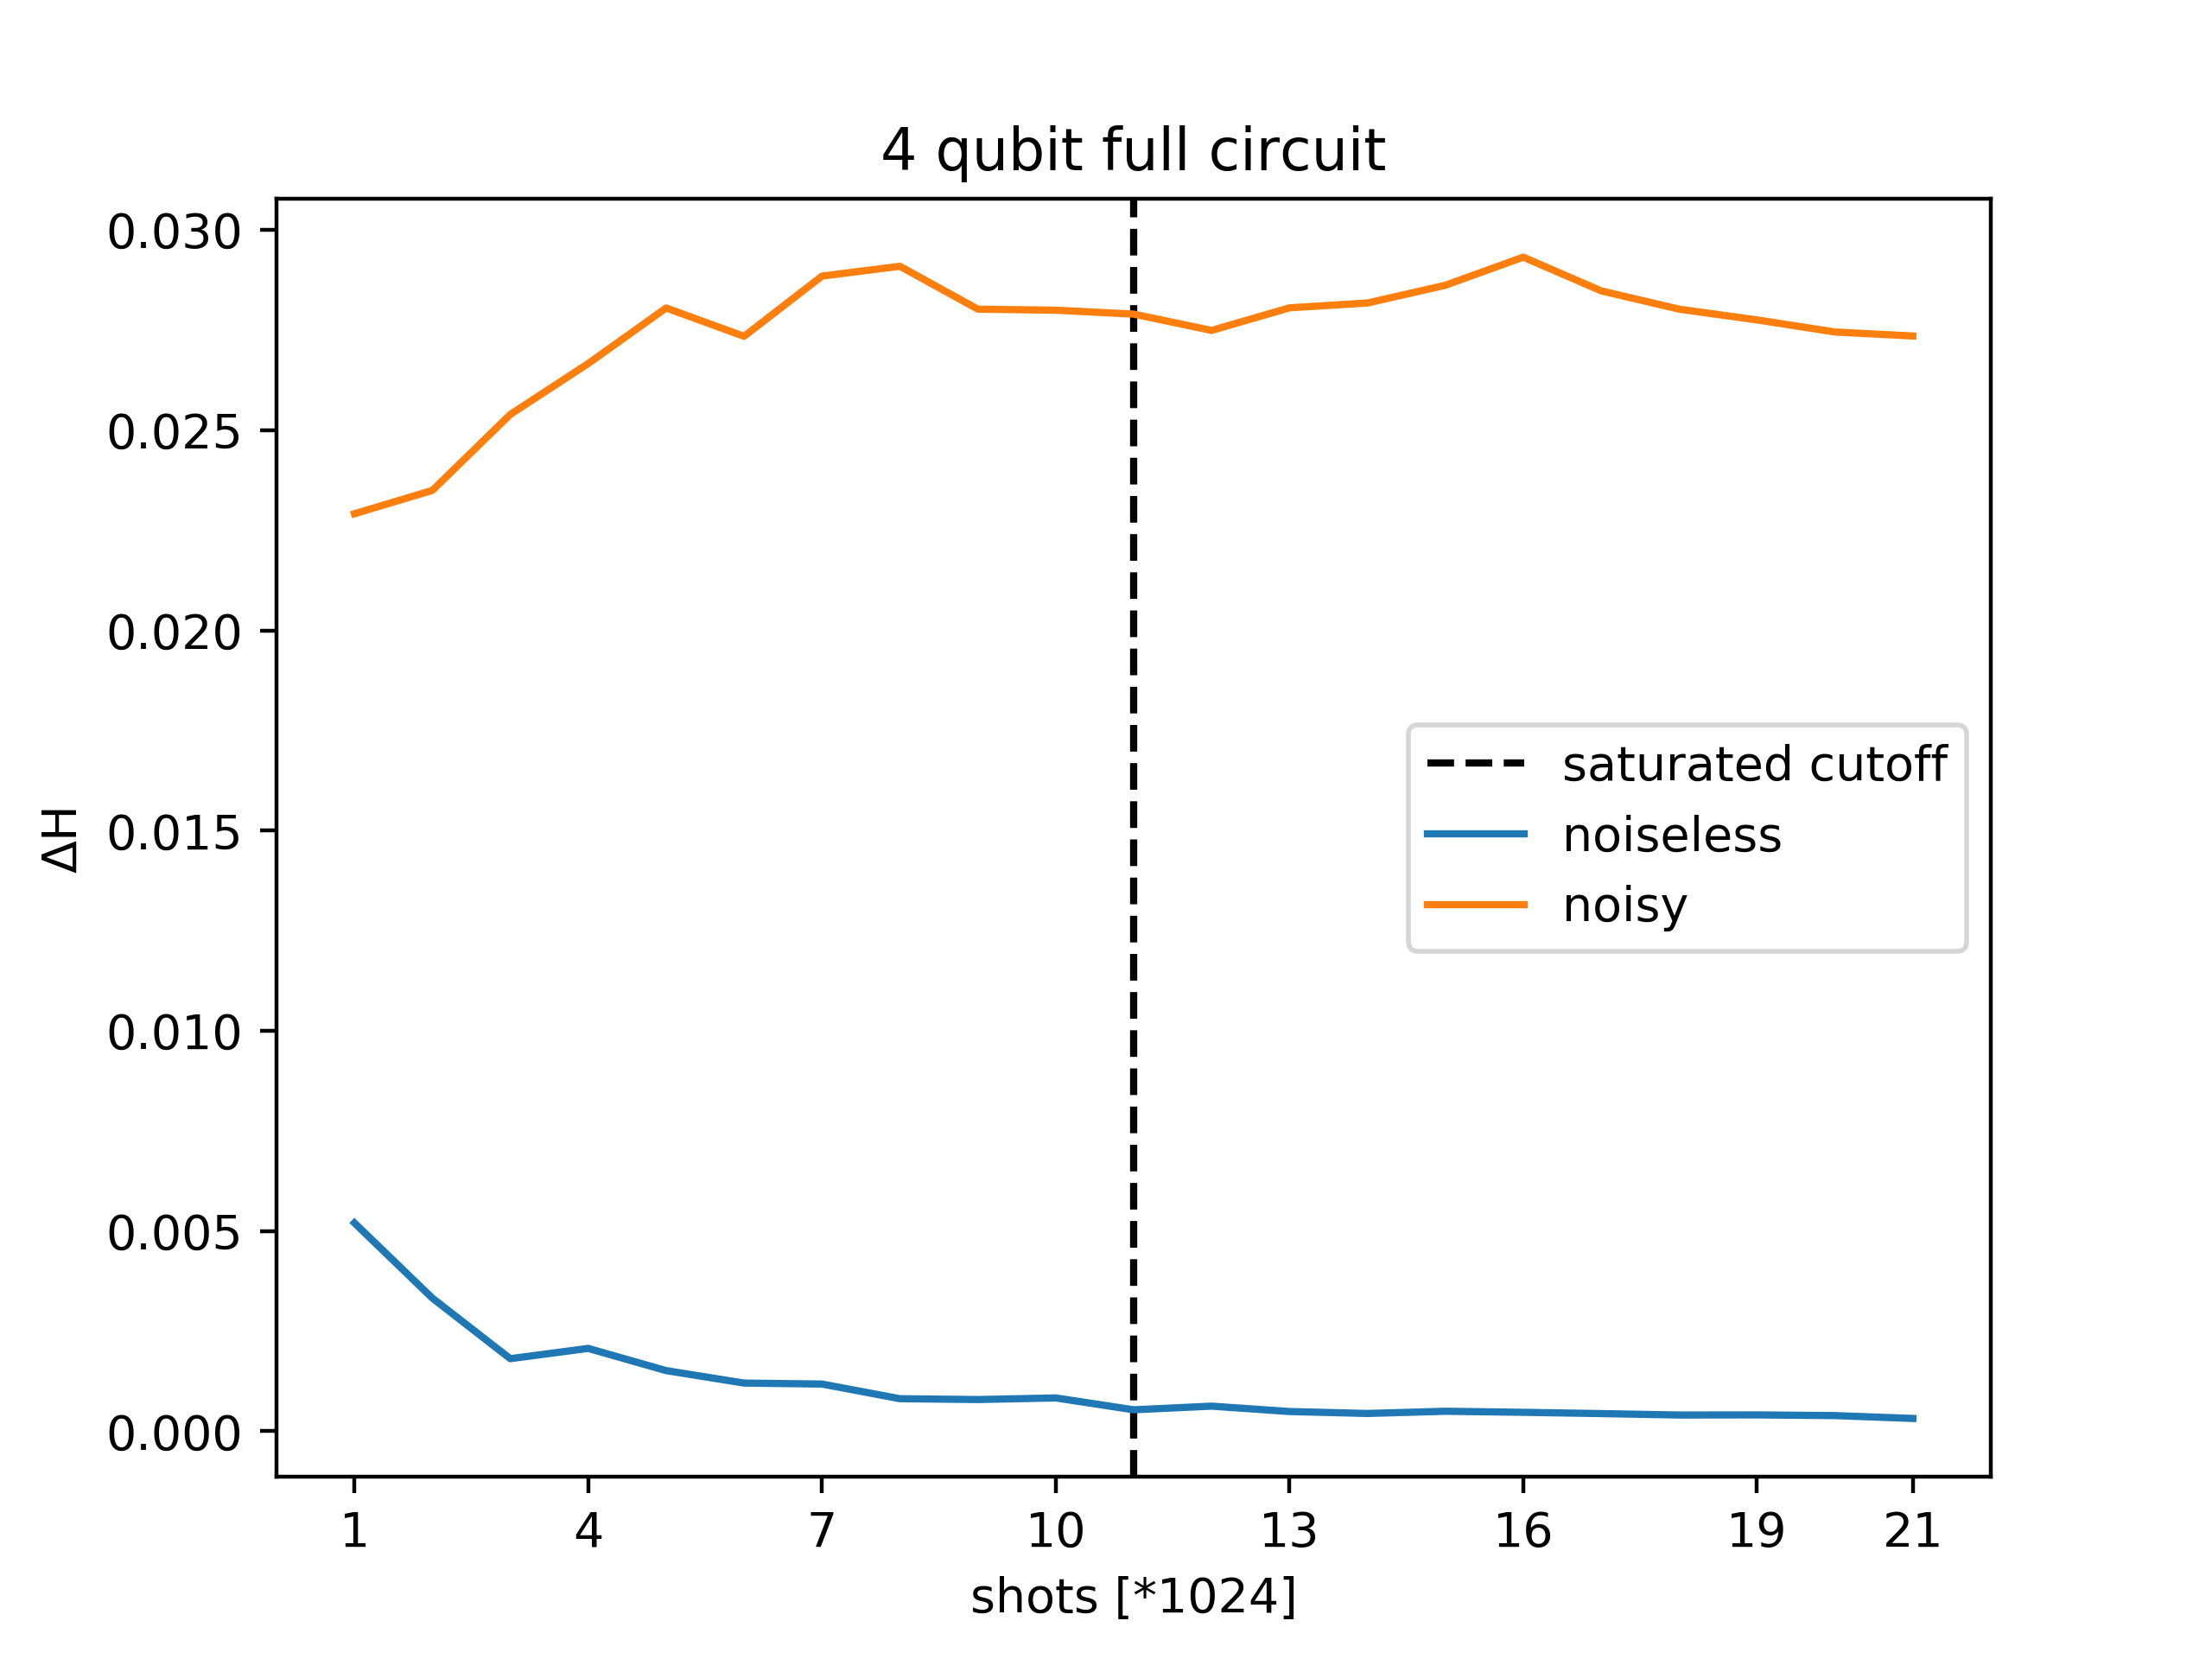 4 qubit full circuit
0.030
0.025
0.020
0.015
0.010
0.005
0.000
ΔH
saturated cutoff
noiseless
noisy
1 4 7 10 13 16 19 21
shots [*1024]